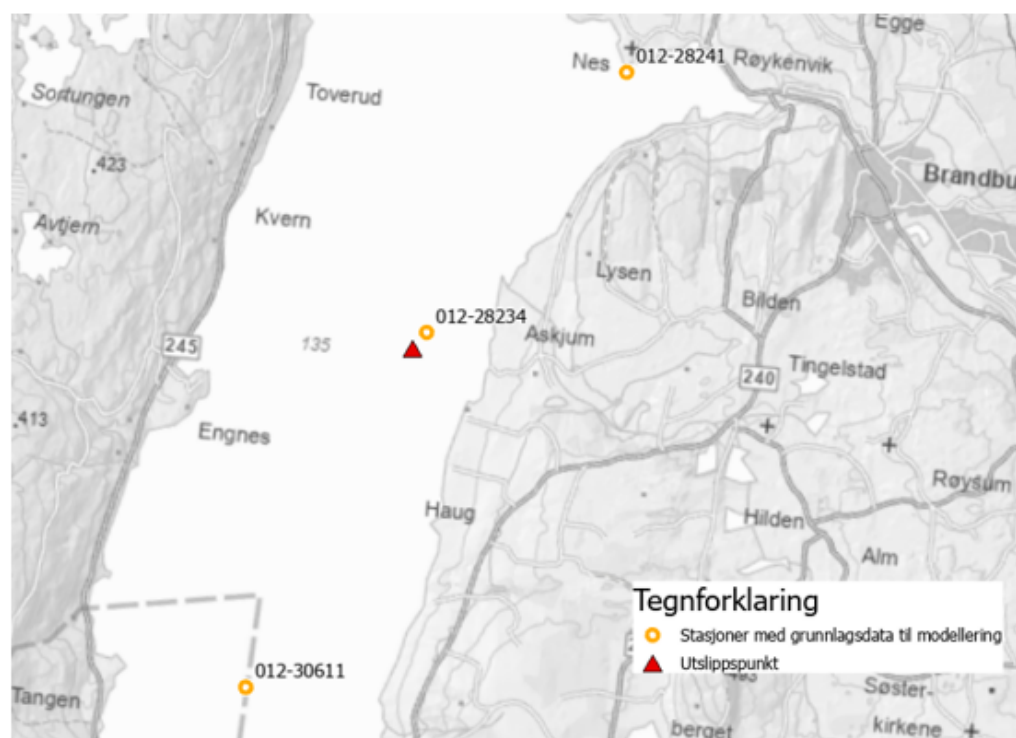 Egge
012-28241
Nes
Røykenvik
Toverud
Sortungen
423
Brandbu
Kvern
Avtjern
Lysen
Bilden
012-28234
Askjum
245
135
Tingelstad
240
413
Engnes
Røysum
Haug
Hilden
Alm
Tegnforklaring
Stasjoner med grunnlagsdata til modellering
Utslippspunkt
012-30611
Tangen
Søster-
kirkene
berget